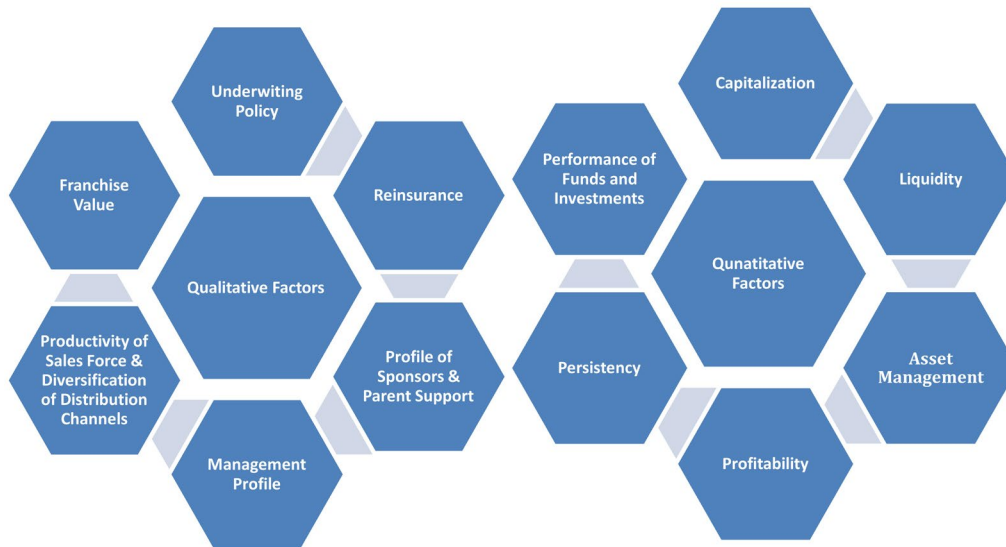 Underwiting
Policy
Reinsurance
Profile of
Sponsors &
Parent Support
Management
Profile
Productivity of
Sales Force &
Diversification
of Distribution
Channels
Franchise
Value
Qualitative Factors
Capitalization
Liquidity
Asset
Management
Profitability
Persistency
Performance of
Funds and
Investments
Qunatitative
Factors